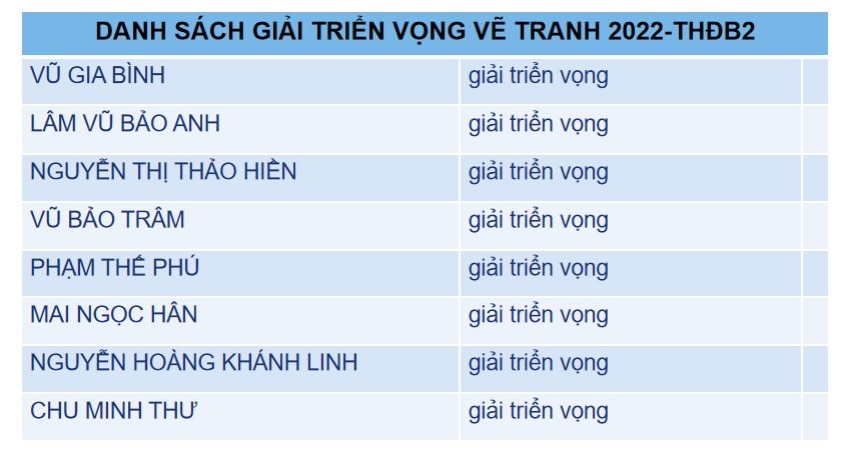 DANH SÁCH GIẢI TRIỂN VỌNG VẼ TRANH 2022-THĐB2
VŨ GIA BÌNH giải triển vọng
LÂM VŨ BẢO ANH giải triển vọng
NGUYỄN THỊ THẢO HIỀN giải triển vọng
VŨ BẢO TRÂM giải triển vọng
PHẠM THẾ PHÚ giải triển vọng
MAI NGỌC HÂN giải triển vọng
NGUYỄN HOÀNG KHÁNH LINH giải triển vọng
CHU MINH THƯ giải triển vọng